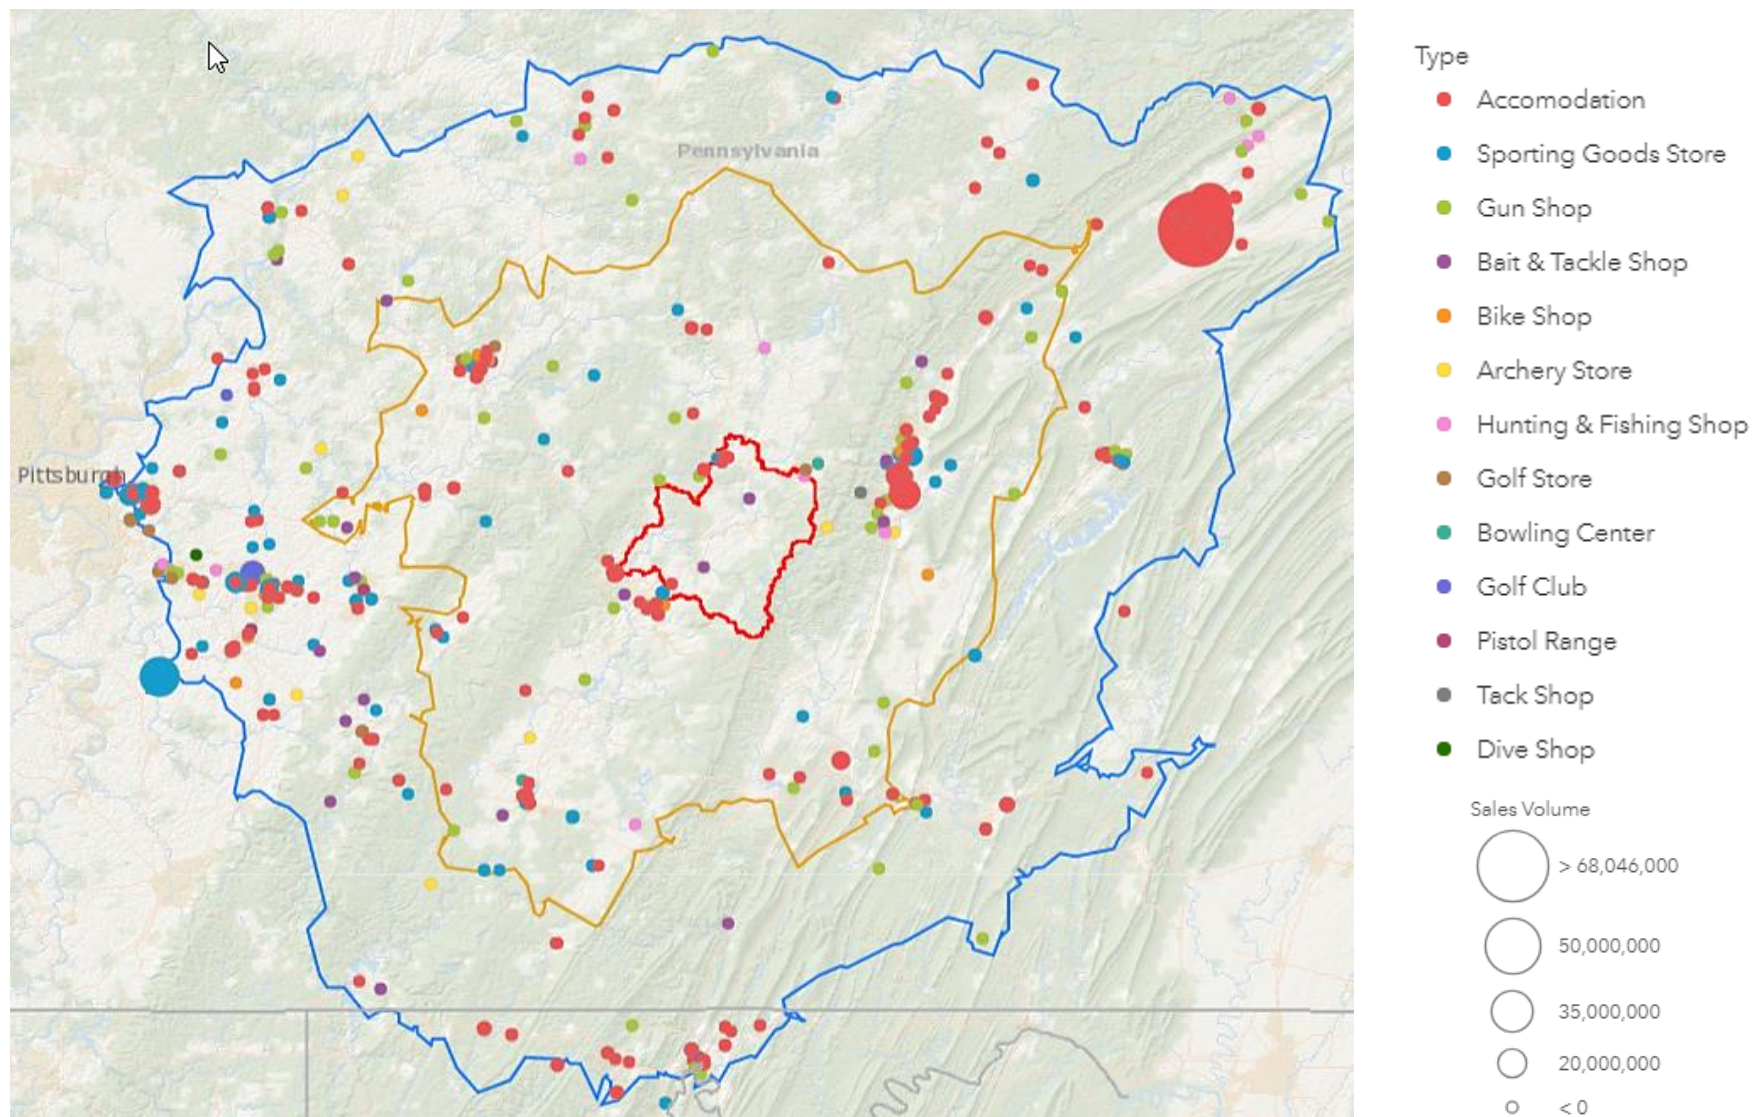 Pennsylvania
Pittsburgh
Type
Accomodation
Sporting Goods Store
Gun Shop
Bait & Tackle Shop
Bike Shop
Archery Store
Hunting & Fishing Shop
Golf Store
Bowling Center
Golf Club
Pistol Range
Tack Shop
Dive Shop
Sales Volume
> 68,046,000
50,000,000
35,000,000
20,000,000
< 0